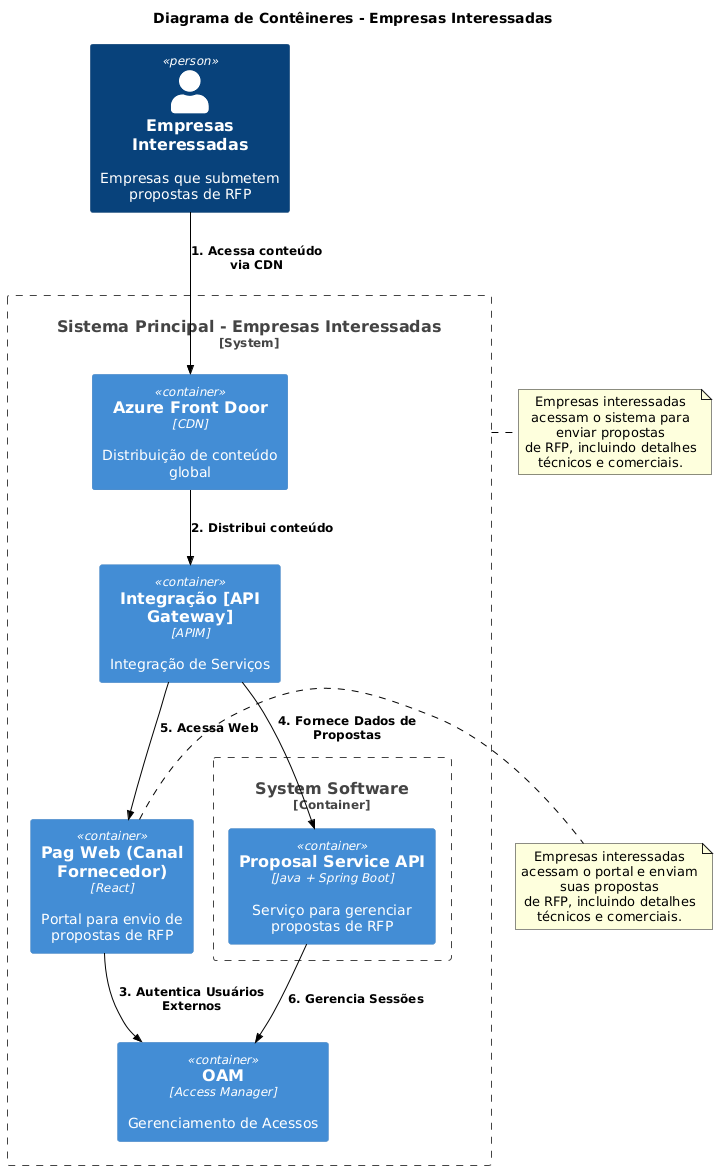 Diagrama de Contêineres - Empresas Interessadas
«person»
Empresas
Interessadas
Empresas que submetem
propostas de RFP
1. Acessa conteúdo
via CDN
Sistema Principal - Empresas Interessadas
[System]
«container»
Azure Front Door
[CDN]
Distribuição de conteúdo
global
Empresas interessadas
acessam o sistema para
enviar propostas
de RFP, incluindo detalhes
técnicos e comerciais.
2. Distribui conteúdo
«container»
Integração [API
Gateway]
[APIM]
Integração de Serviços
5. Acessa Web
4. Fornece Dados de
Propostas
System Software
[Container]
«container»
Pag Web (Canal
Fornecedor)
[React]
Portal para envio de
propostas de RFP
«container»
Proposal Service API
[Java + Spring Boot]
Serviço para gerenciar
propostas de RFP
Empresas interessadas
acessam o portal e enviam
suas propostas
de RFP, incluindo detalhes
técnicos e comerciais.
3. Autentica Usuários
Externos
6. Gerencia Sessões
«container»
OAM
[Access Manager]
Gerenciamento de Acessos